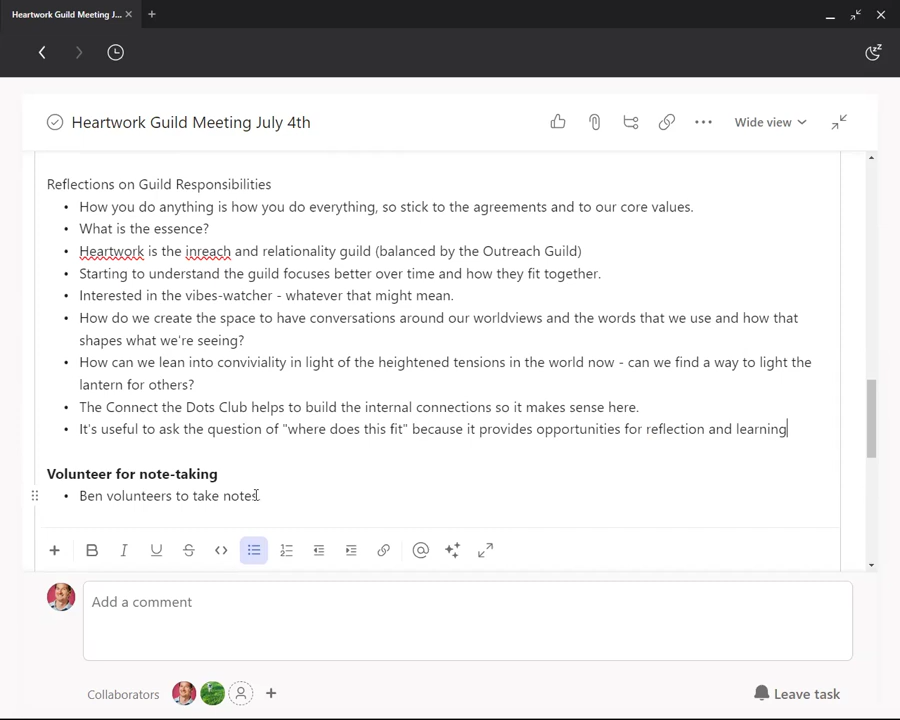 Heartwork Guild Meeting July 4...
Heartwork Guild Meeting July 4th
Wide view
Reflections on Guild Responsibilities
• How you do anything is how you do everything, so stick to the agreements and to our core values.
• What is the essence?
• Heartwork is the inreach and relationality guild (balanced by the Outreach Guild)
• Starting to understand the guild focuses better over time and how they fit together.
• Interested in the vibes-watcher - whatever that might mean.
• How do we create the space to have conversations around our worldviews and the words that we use and how that
shapes what we're seeing?
• How can we lean into conviviality in light of the heightened tensions in the world now - can we find a way to light the
lantern for others?
• The Connect the Dots Club helps to build the internal connections so it makes sense here.
• It's useful to ask the question of "where does this fit" because it provides opportunities for reflection and learning
Volunteer for note-taking
• Ben volunteers to take notes
Add a comment
Collaborators
Leave task